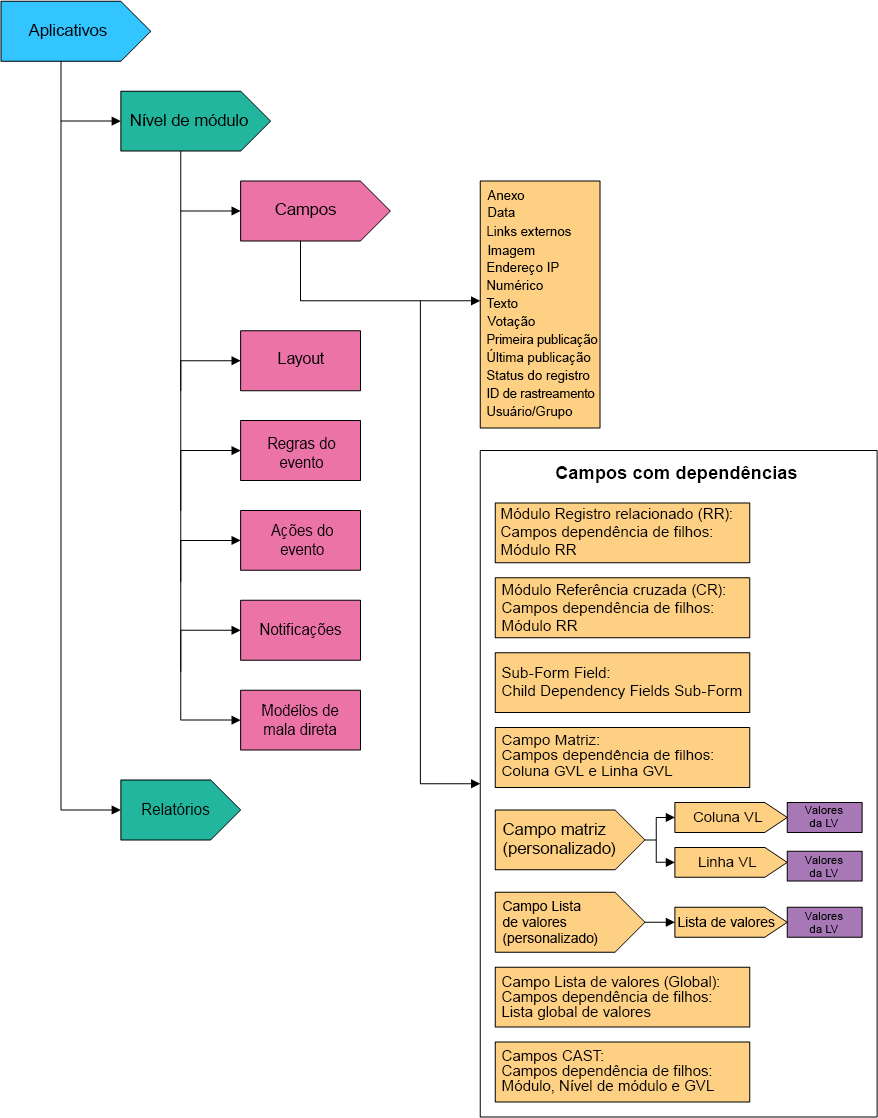 Aplicativos
Nível de módulo
Campos
Anexo
Data
Links externos
Imagem
Endereço IP
Numérico
Texto
Votação
Primeira publicação
Última publicação
Status do registro
ID de rastreamento
Usuário/Grupo
Layout
Regras do
evento
Ações do
evento
Notificações
Modelos de
mala direta
Relatórios
Campos com dependências
Módulo Registro relacionado (RR):
Campos dependência de filhos:
Módulo RR
Módulo Referência cruzada (CR):
Campos dependência de filhos:
Módulo RR
Sub-Form Field:
Child Dependency Fields Sub-Form
Campo Matriz:
Campos dependência de filhos:
Coluna GVL e Linha GVL
Campo matriz
(personalizado)
Coluna VL
Valores
da LV
Linha VL
Valores
da LV
Campo Lista
de valores
(personalizado)
Lista de valores
Valores
da LV
Campo Lista de valores (Global):
Campos dependência de filhos:
Lista global de valores
Campos CAST:
Campos dependência de filhos:
Módulo, Nível de módulo e GVL